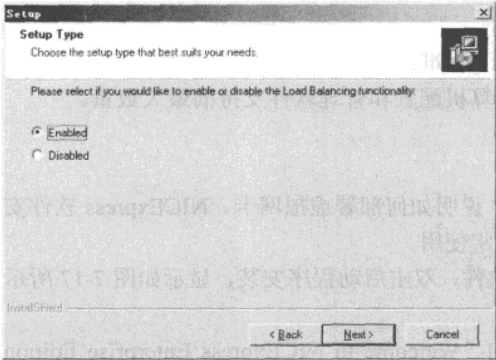 Setup
Setup Type
Choose the setup type that best suits your needs.
Please select if you would like to enable or disable the Load Balancing functionality:
Enabled
Disabled
InstallShield
< Back
Next >
Cancel